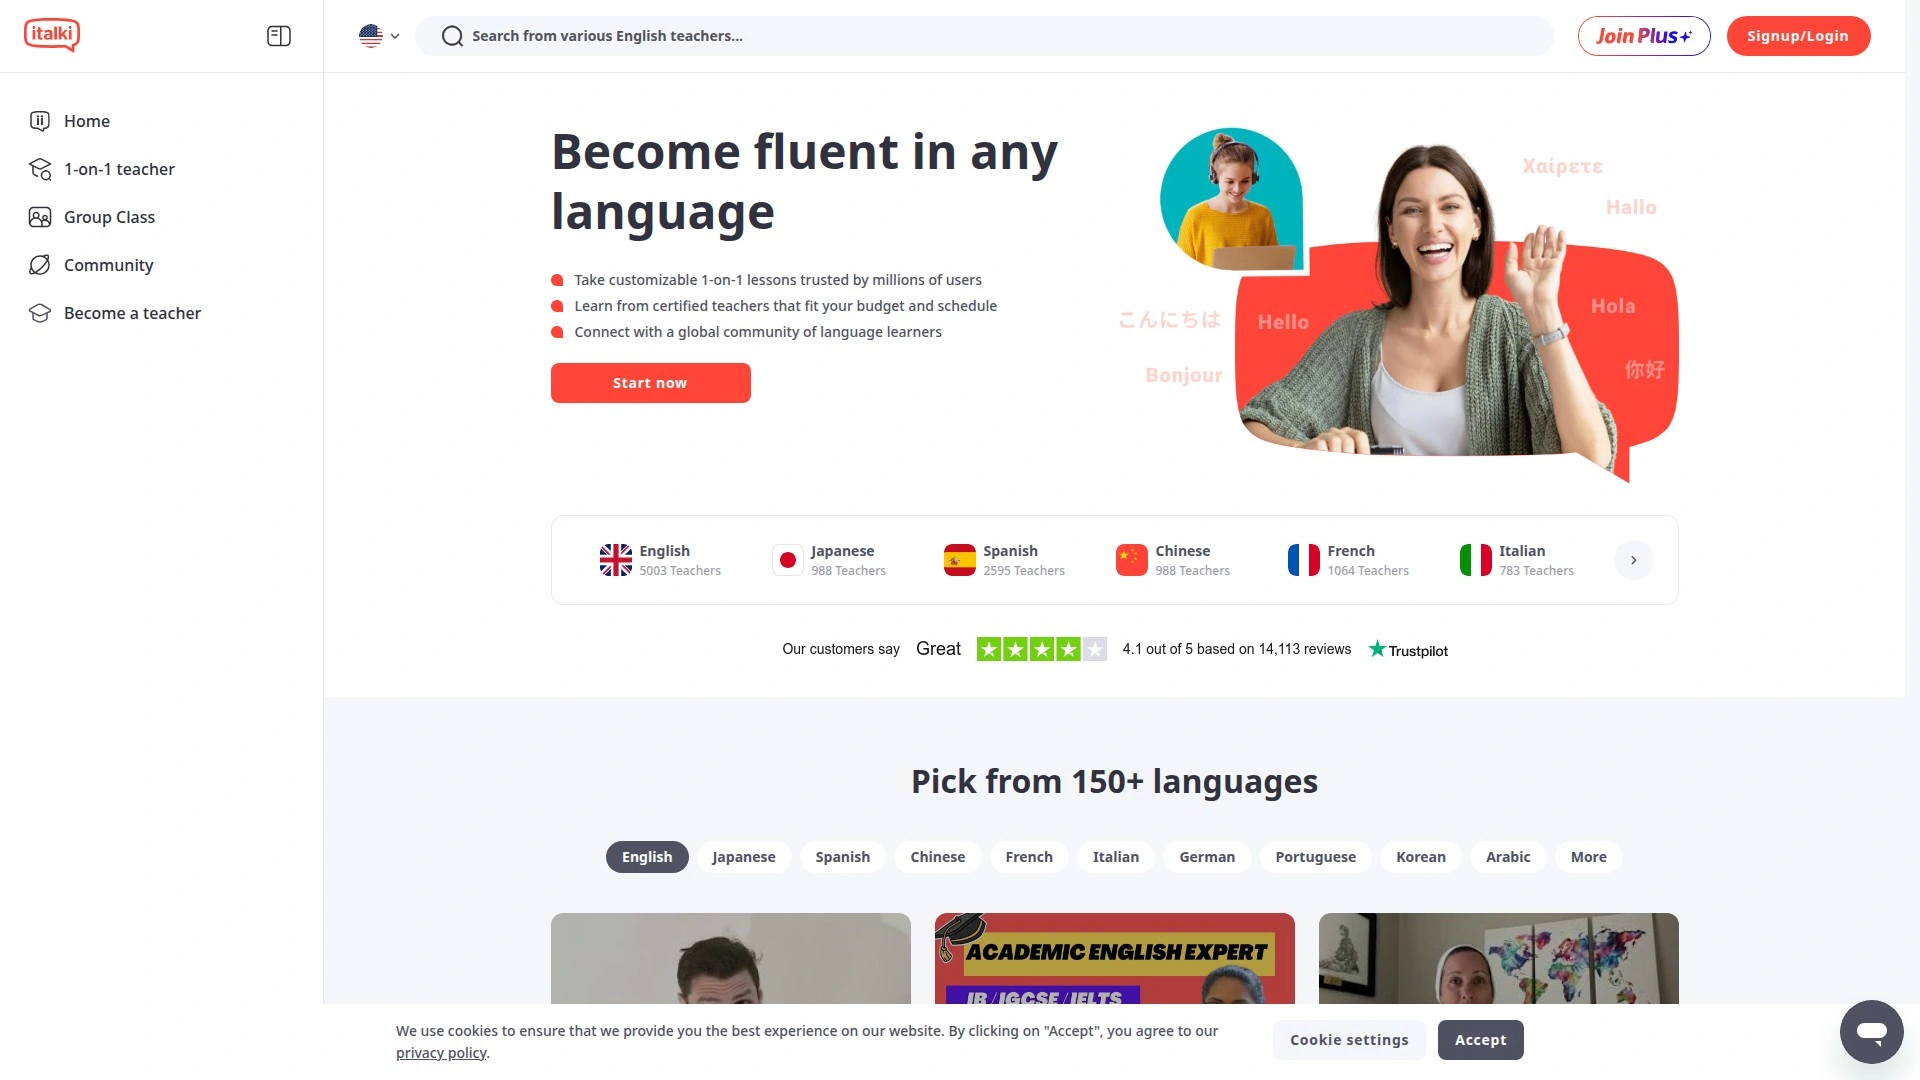 italki
Search from various English teachers...
Join Plus
Signup/Login
Home
1-on-1 teacher
Group Class
Community
Become a teacher
Become fluent in any
language
Take customizable 1-on-1 lessons trusted by millions of users
Learn from certified teachers that fit your budget and schedule
Connect with a global community of language learners
Start now
Χαίρετε
Hallo
Hola
こんにちは
Hello
你好
Bonjour
English
5003 Teachers
Japanese
988 Teachers
Spanish
2595 Teachers
Chinese
988 Teachers
French
1064 Teachers
Italian
783 Teachers
Our customers say Great 4.1 out of 5 based on 14,113 reviews Trustpilot
Pick from 150+ languages
English Japanese Spanish Chinese French Italian German Portuguese Korean Arabic More
ACADEMIC ENGLISH EXPERT
IB/IGCSE/IELTS
We use cookies to ensure that we provide you the best experience on our website. By clicking on "Accept", you agree to our
privacy policy.
Cookie settings
Accept